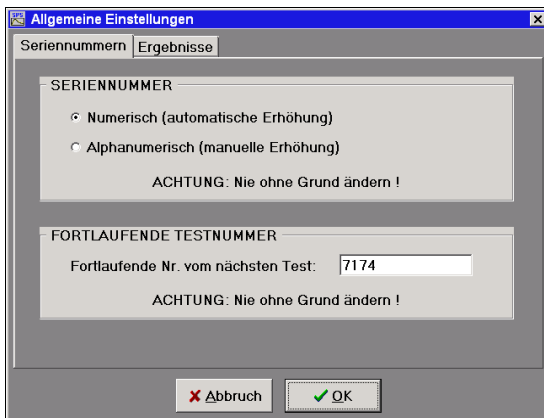 Allgemeine Einstellungen
Seriennummern Ergebnisse
SERIENNUMMER
Numerisch (automatische Erhöhung)
Alphanumerisch (manuelle Erhöhung)
ACHTUNG: Nie ohne Grund ändern !
FORTLAUFENDE TESTNUMMER
Fortlaufende Nr. vom nächsten Test: 7174
ACHTUNG: Nie ohne Grund ändern !
Abbruch OK